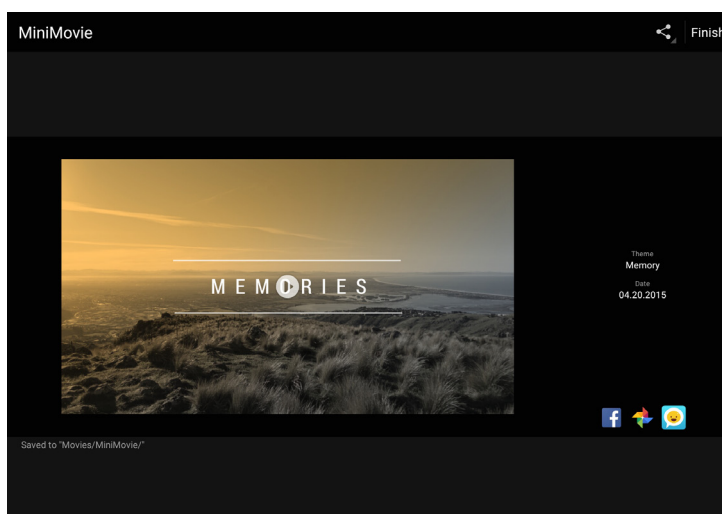 MiniMovie
Finish
MEMORIES
Theme
Memory
Date
04.20.2015
Saved to "Movies/MiniMovie/"